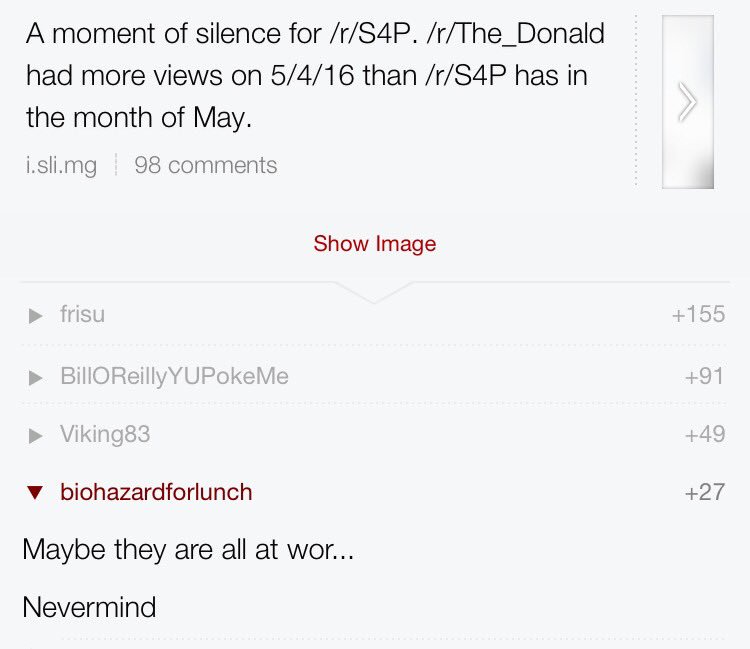 A moment of silence for /r/S4P. /r/The_Donald
had more views on 5/4/16 than /r/S4P has in
the month of May.
i.sli.mg 98 comments
Show Image
frisu +155
BillOReillyYUPokeMe +91
Viking83 +49
biohazardforlunch +27
Maybe they are all at wor...
Nevermind